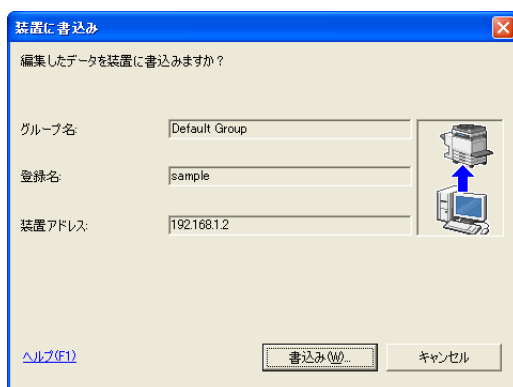 装置に書込み
編集したデータを装置に書込みますか？
グループ名: Default Group
登録名: sample
装置アドレス: 192.168.1.2
ヘルプ(F1) 書込み(W)... キャンセル